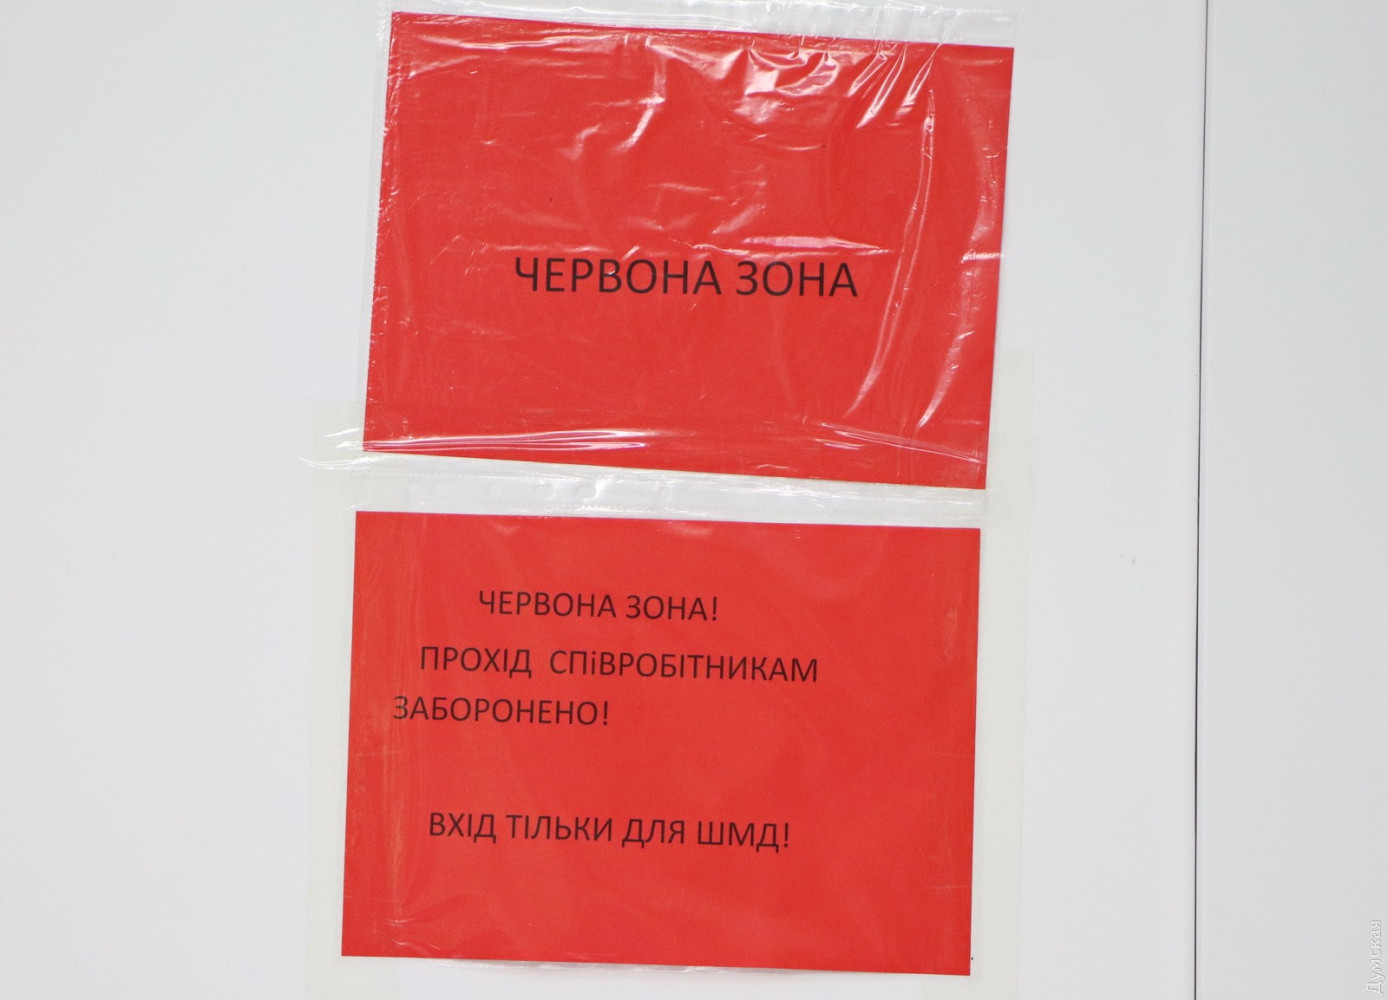 ЧЕРВОНА ЗОНА
ЧЕРВОНА ЗОНА!
ПРОХІД СПіВРОБІТНИКАМ
ЗАБОРОНЕНО!
ВХІД ТІЛЬКИ ДЛЯ ШМД!
Думская